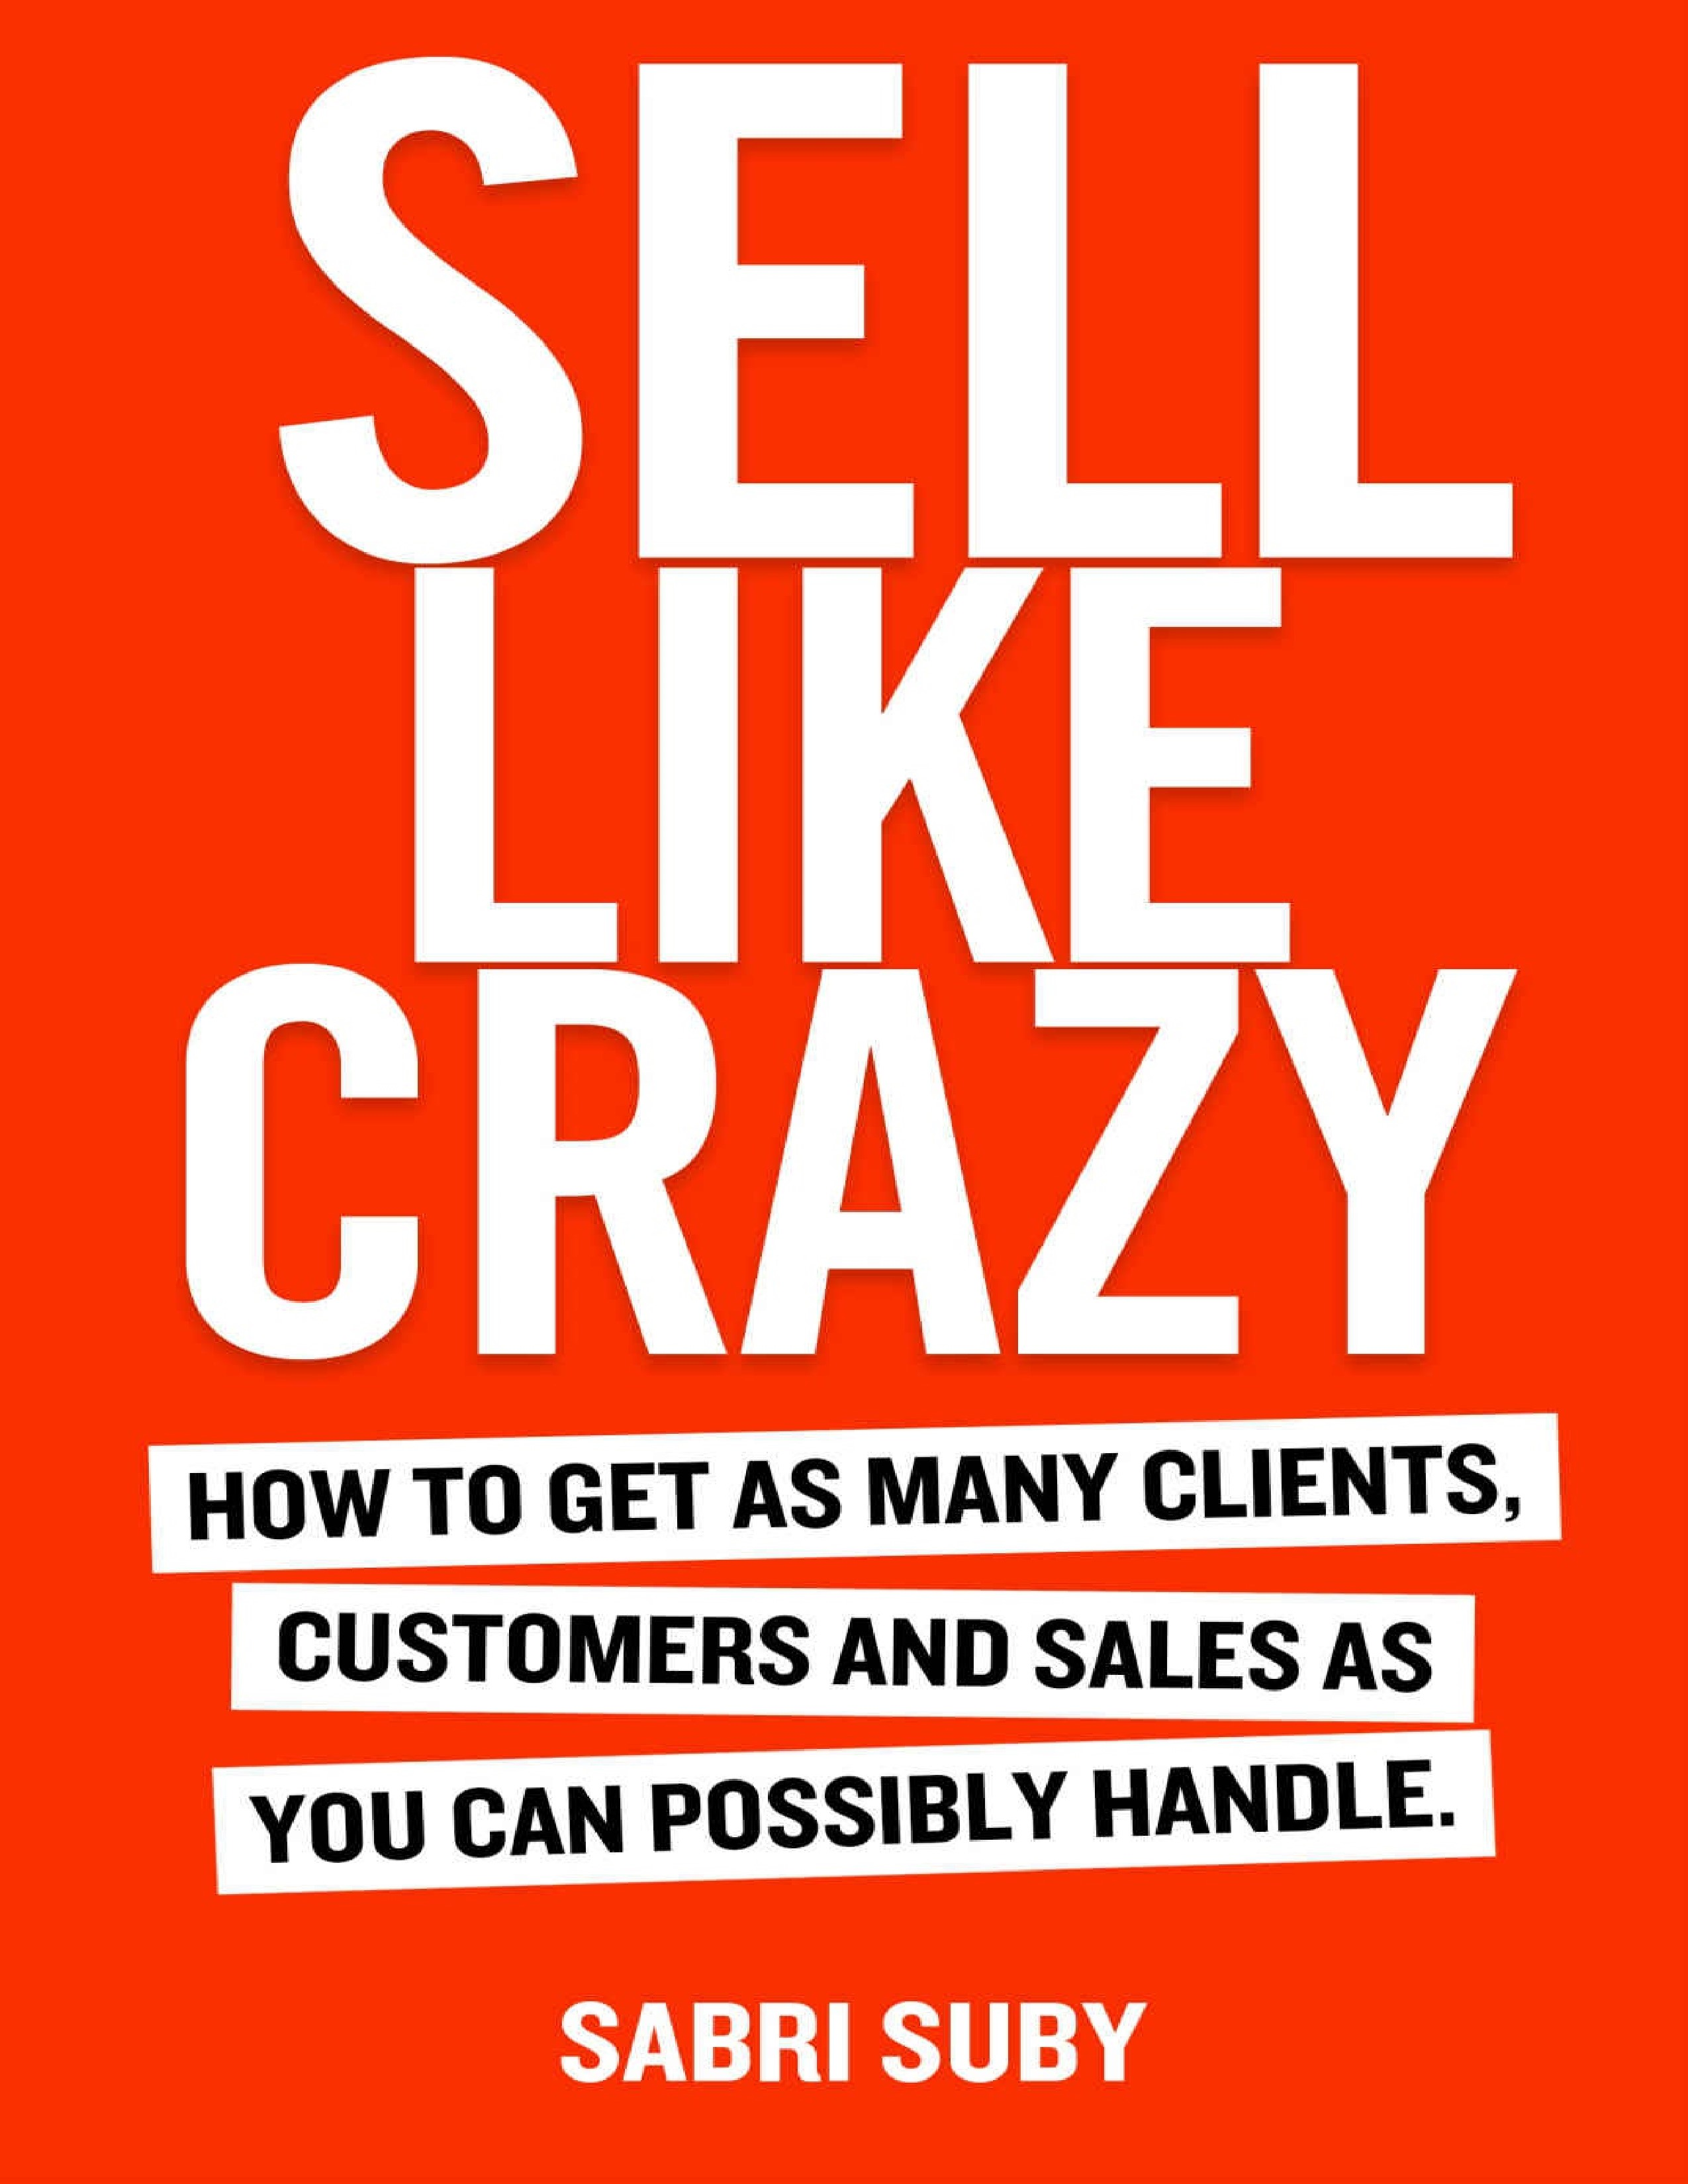 SELL
LIKE
CRAZY
HOW TO GET AS MANY CLIENTS,
CUSTOMERS AND SALES AS
YOU CAN POSSIBLY HANDLE.
SABRI SUBY